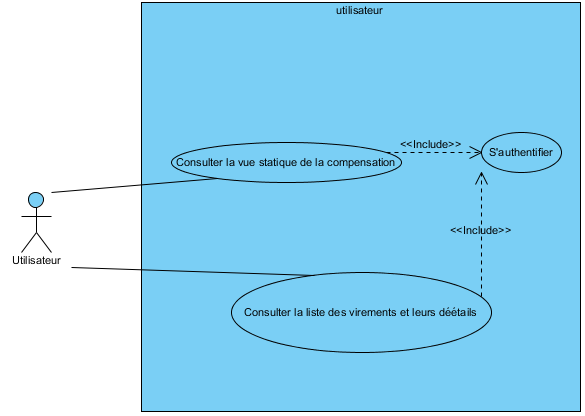 utilisateur
<<Include>>
S'authentifier
Consulter la vue statique de la compensation
<<Include>>
Utilisateur
Consulter la liste des virements et leurs déétails